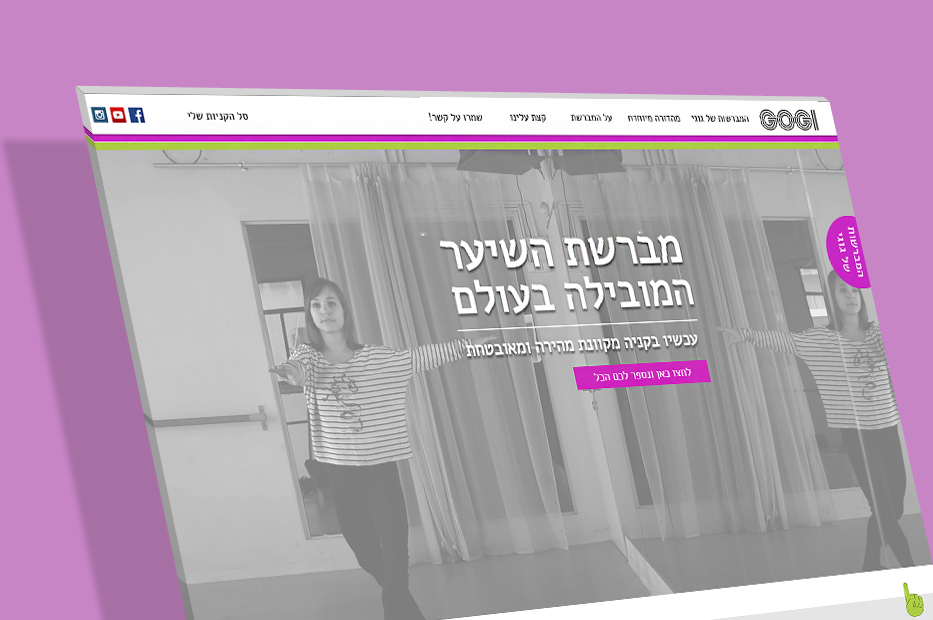 GOGI
המברשות של גוגי
מהדורה מיוחדת
על המברשת
קצת עלינו
שמרו על קשר!
סל הקניות שלי
מברשת השיער
המובילה בעולם
עכשיו בקניה מקוונת מהירה ומאובטחת
לחצו כאן ונספר לכם הכל
המברשות
של גוגי